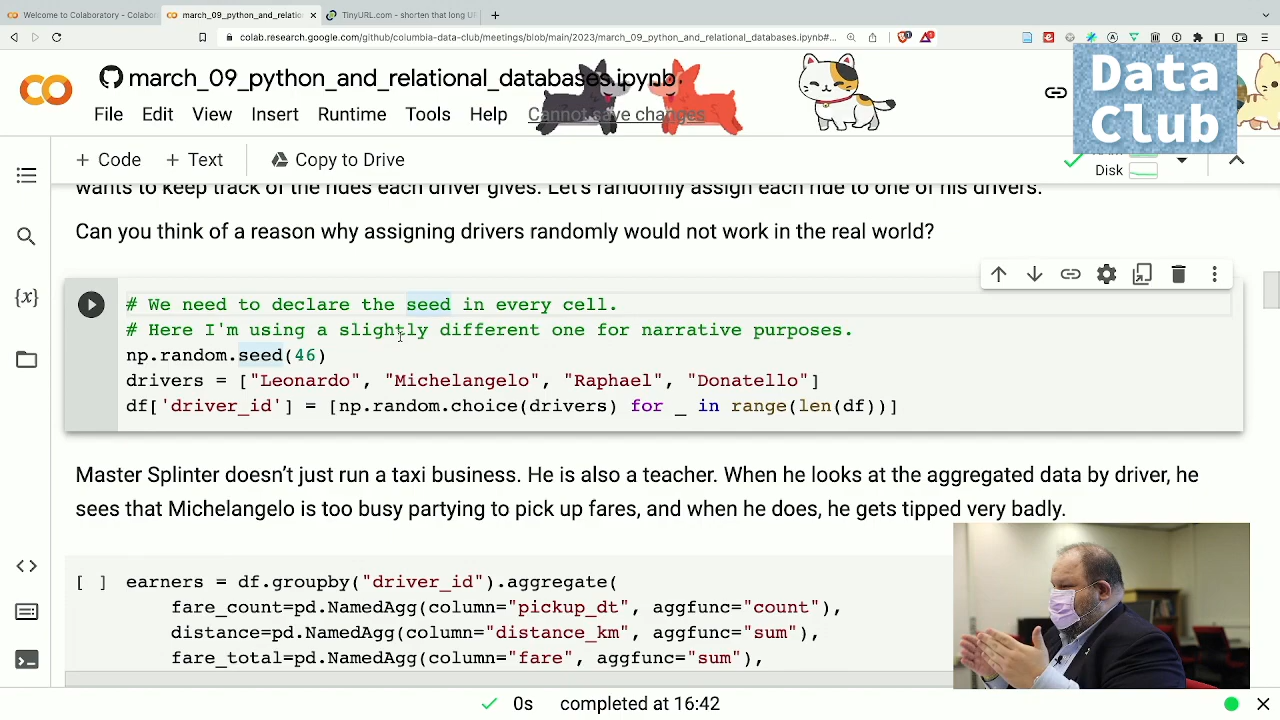 Welcome to Colaboratory - Colab
march_09_python_and_relatio
TinyURL.com - shorten that long U
colab.research.google.com/github/columbia-data-club/meetings/blob/main/2023/march_09_python_and_relational_databases.ipynb#...
march_09_python_and_relational_databases.ipynb
File Edit View Insert Runtime Tools Help Cannot save changes
Data
Club
+ Code + Text Copy to Drive
Disk
wants to keep track of the rides each driver gives. Let's randomly assign each ride to one of his drivers.
Can you think of a reason why assigning drivers randomly would not work in the real world?
# We need to declare the seed in every cell.
# Here I'm using a slightly different one for narrative purposes.
np.random.seed(46)
drivers = ["Leonardo", "Michelangelo", "Raphael", "Donatello"]
df['driver_id'] = [np.random.choice(drivers) for _ in range(len(df))]
Master Splinter doesn’t just run a taxi business. He is also a teacher. When he looks at the aggregated data by driver, he
sees that Michelangelo is too busy partying to pick up fares, and when he does, he gets tipped very badly.
[ ] earners = df.groupby("driver_id").aggregate(
fare_count=pd.NamedAgg(column="pickup_dt", aggfunc="count"),
distance=pd.NamedAgg(column="distance_km", aggfunc="sum"),
fare_total=pd.NamedAgg(column="fare", aggfunc="sum"),
0s completed at 16:42